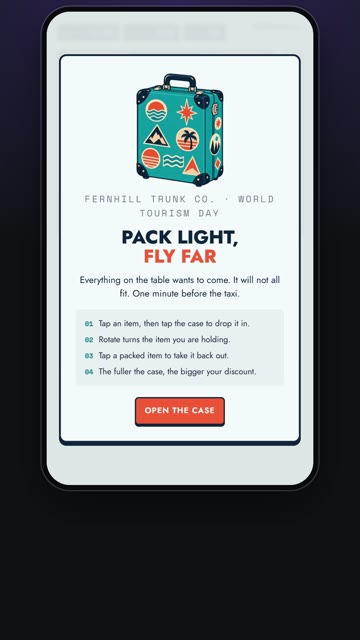 FERNHILL TRUNK CO. · WORLD
TOURISM DAY
PACK LIGHT,
FLY FAR
Everything on the table wants to come. It will not all
fit. One minute before the taxi.
01 Tap an item, then tap the case to drop it in.
02 Rotate turns the item you are holding.
03 Tap a packed item to take it back out.
04 The fuller the case, the bigger your discount.
OPEN THE CASE